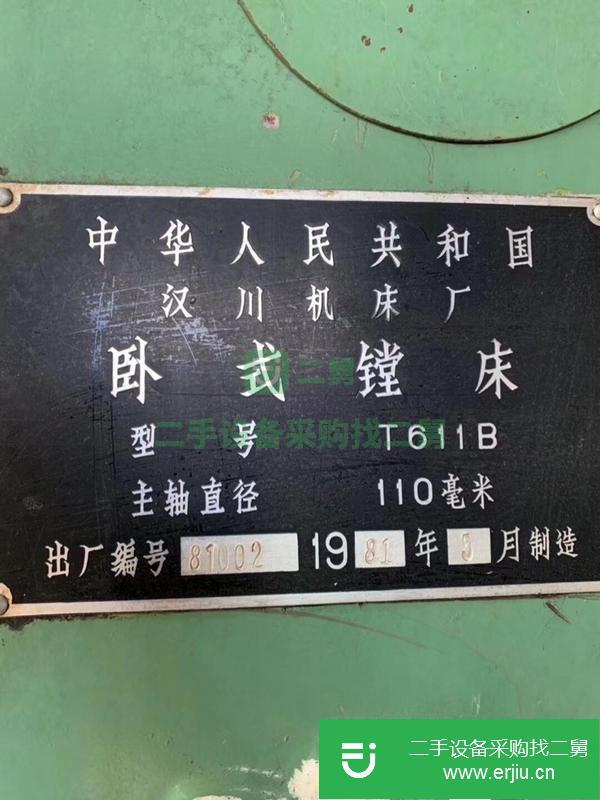 中华人民共和国
汉川机床厂
卧式镗床
二舅
型号 T611B
二手设备采购找二舅
主轴直径 110毫米
出厂编号 81002 1981年5月制造
二手设备采购找二舅
www.erjiu.cn